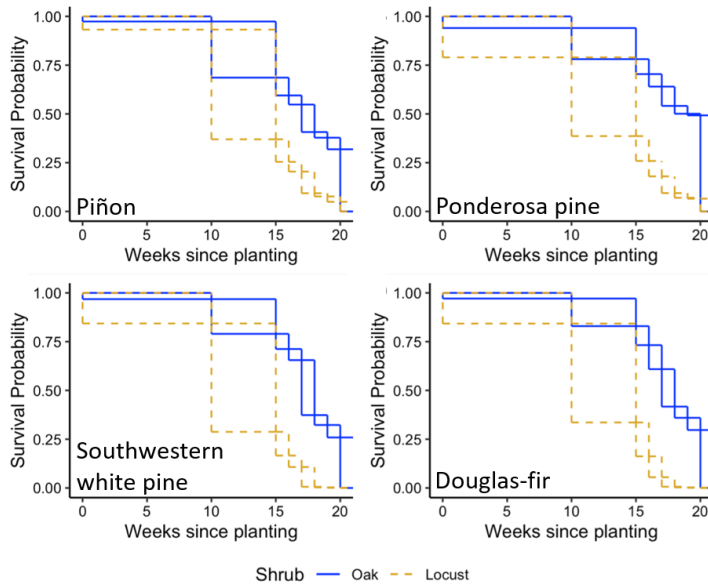 1.00
0.75
0.50
0.25
0.00
Survival Probability
Piñon
0 5 10 15 20
Weeks since planting
1.00
0.75
0.50
0.25
0.00
Survival Probability
Ponderosa pine
0 5 10 15 20
Weeks since planting
1.00
0.75
0.50
0.25
0.00
Survival Probability
Southwestern
white pine
0 5 10 15 20
Weeks since planting
1.00
0.75
0.50
0.25
0.00
Survival Probability
Douglas-fir
0 5 10 15 20
Weeks since planting
Shrub Oak Locust